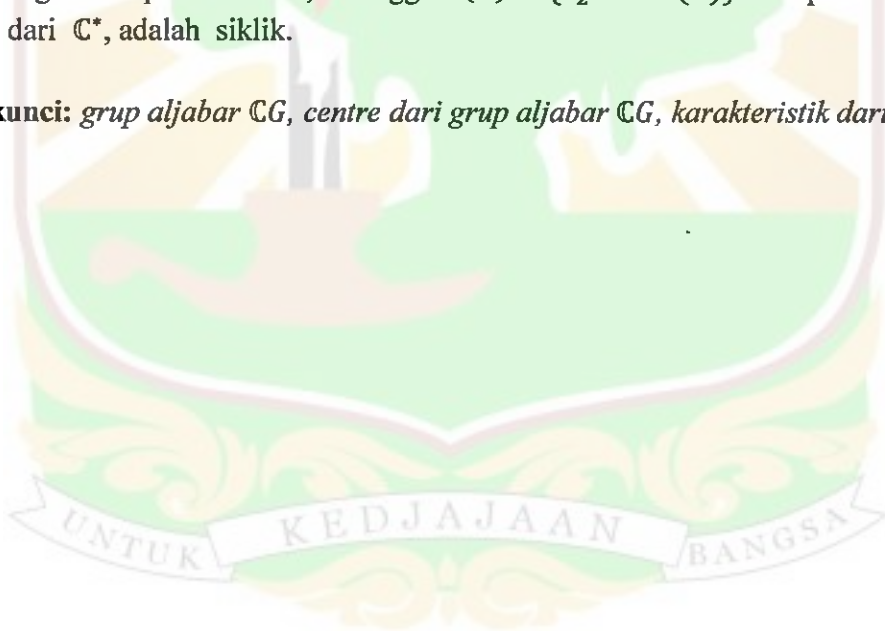 dari ℂ*, adalah siklik.
kunci: grup aljabar ℂG, centre dari grup aljabar ℂG, karakteristik dari
UNTUK KEDJAJAAN BANGSA